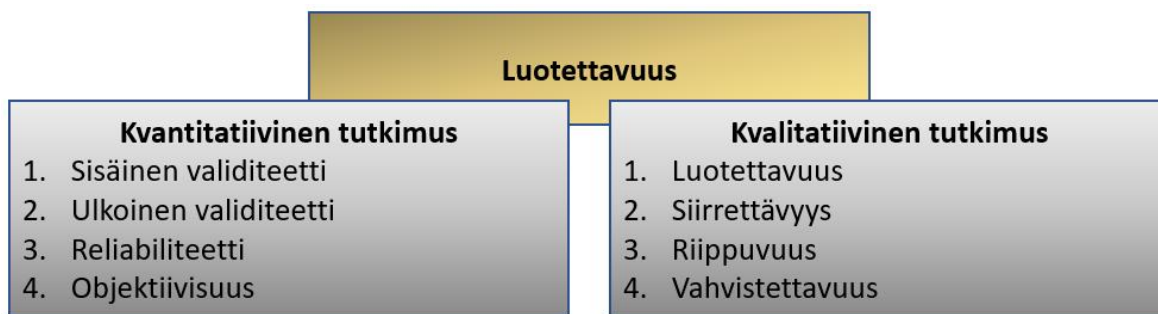 Luotettavuus
Kvantitatiivinen tutkimus
1. Sisäinen validiteetti
2. Ulkoinen validiteetti
3. Reliabiliteetti
4. Objektiivisuus
Kvalitatiivinen tutkimus
1. Luotettavuus
2. Siirrettävyys
3. Riippuvuus
4. Vahvistettavuus